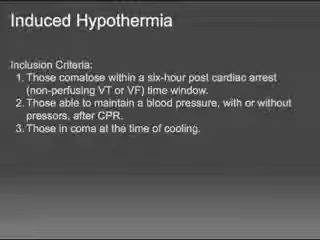 Induced Hypothermia
Inclusion Criteria:
1. Those comatose within a six-hour post cardiac arrest
(non-perfusing VT or VF) time window.
2. Those able to maintain a blood pressure, with or without
pressors, after CPR.
3. Those in coma at the time of cooling.